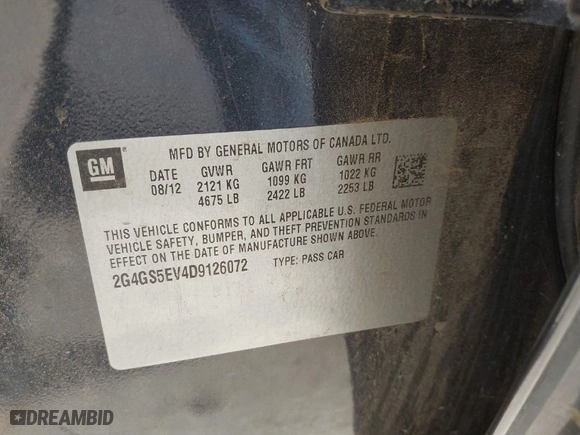 MFD BY GENERAL MOTORS OF CANADA LTD.
GM
DATE GVWR GAWR FRT GAWR RR
08/12 2121 KG 1099 KG 1022 KG
4675 LB 2422 LB 2253 LB
THIS VEHICLE CONFORMS TO ALL APPLICABLE U.S. FEDERAL MOTOR
VEHICLE SAFETY, BUMPER, AND THEFT PREVENTION STANDARDS IN
EFFECT ON THE DATE OF MANUFACTURE SHOWN ABOVE.
2G4GS5EV4D9126072 TYPE: PASS CAR
DREAMBID